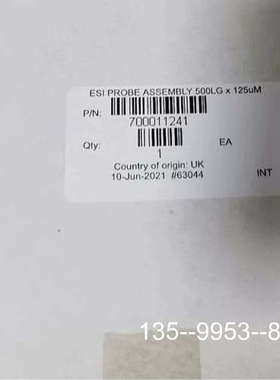 ESI PROBE ASSEMBLY 500LG x 125uM
P/N:
700011241
Qty:
EA
1
Country of origin: UK
10-Jun-2021 #63044
INT
135--9953--8